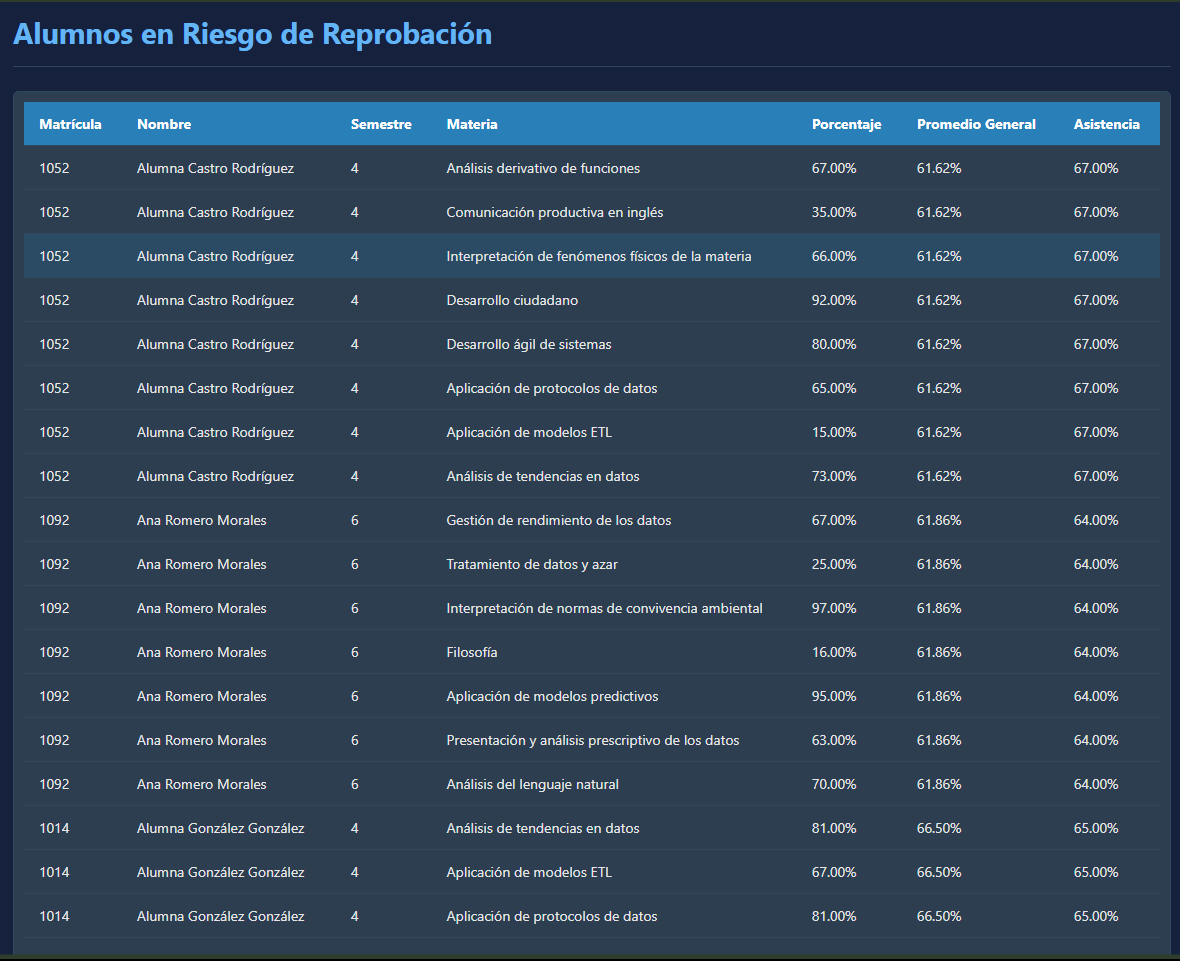 Alumnos en Riesgo de Reprobación
Matrícula Nombre Semestre Materia Porcentaje Promedio General Asistencia
1052 Alumna Castro Rodríguez 4 Análisis derivativo de funciones 67.00% 61.62% 67.00%
1052 Alumna Castro Rodríguez 4 Comunicación productiva en inglés 35.00% 61.62% 67.00%
1052 Alumna Castro Rodríguez 4 Interpretación de fenómenos físicos de la materia 66.00% 61.62% 67.00%
1052 Alumna Castro Rodríguez 4 Desarrollo ciudadano 92.00% 61.62% 67.00%
1052 Alumna Castro Rodríguez 4 Desarrollo ágil de sistemas 80.00% 61.62% 67.00%
1052 Alumna Castro Rodríguez 4 Aplicación de protocolos de datos 65.00% 61.62% 67.00%
1052 Alumna Castro Rodríguez 4 Aplicación de modelos ETL 15.00% 61.62% 67.00%
1052 Alumna Castro Rodríguez 4 Análisis de tendencias en datos 73.00% 61.62% 67.00%
1092 Ana Romero Morales 6 Gestión de rendimiento de los datos 67.00% 61.86% 64.00%
1092 Ana Romero Morales 6 Tratamiento de datos y azar 25.00% 61.86% 64.00%
1092 Ana Romero Morales 6 Interpretación de normas de convivencia ambiental 97.00% 61.86% 64.00%
1092 Ana Romero Morales 6 Filosofía 16.00% 61.86% 64.00%
1092 Ana Romero Morales 6 Aplicación de modelos predictivos 95.00% 61.86% 64.00%
1092 Ana Romero Morales 6 Presentación y análisis prescriptivo de los datos 63.00% 61.86% 64.00%
1092 Ana Romero Morales 6 Análisis del lenguaje natural 70.00% 61.86% 64.00%
1014 Alumna González González 4 Análisis de tendencias en datos 81.00% 66.50% 65.00%
1014 Alumna González González 4 Aplicación de modelos ETL 67.00% 66.50% 65.00%
1014 Alumna González González 4 Aplicación de protocolos de datos 81.00% 66.50% 65.00%